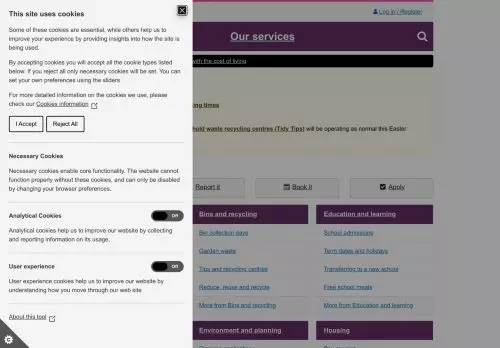 This site uses cookies
Some of these cookies are essential, while others help us to
improve your experience by providing insights into how the site is
being used.
By accepting cookies you will accept all the cookie types listed
below. If you reject all only necessary cookies will be set. You can
set your own preferences using the sliders
For more detailed information on the cookies we use, please
check our Cookies information
I Accept
Reject All
Necessary Cookies
Necessary cookies enable core functionality. The website cannot
function properly without these cookies, and can only be disabled
by changing your browser preferences.
Analytical Cookies
Off
Analytical cookies help us to improve our website by collecting
and reporting information on its usage.
User experience
Off
User experience cookies help us to improve our website by
understanding how you move through our web site
About this tool
Log in / Register
Our services
with the cost of living
times
hold waste recycling centres (Tidy Tips) will be operating as normal this Easter
Report it
Book it
Apply
Bins and recycling
Education and learning
Bin collection days
School admissions
Garden waste
Term dates and holidays
Tips and recycling centres
Transferring to a new school
Reduce, reuse and recycle
Free school meals
More from Bins and recycling
More from Education and learning
Environment and planning
Housing